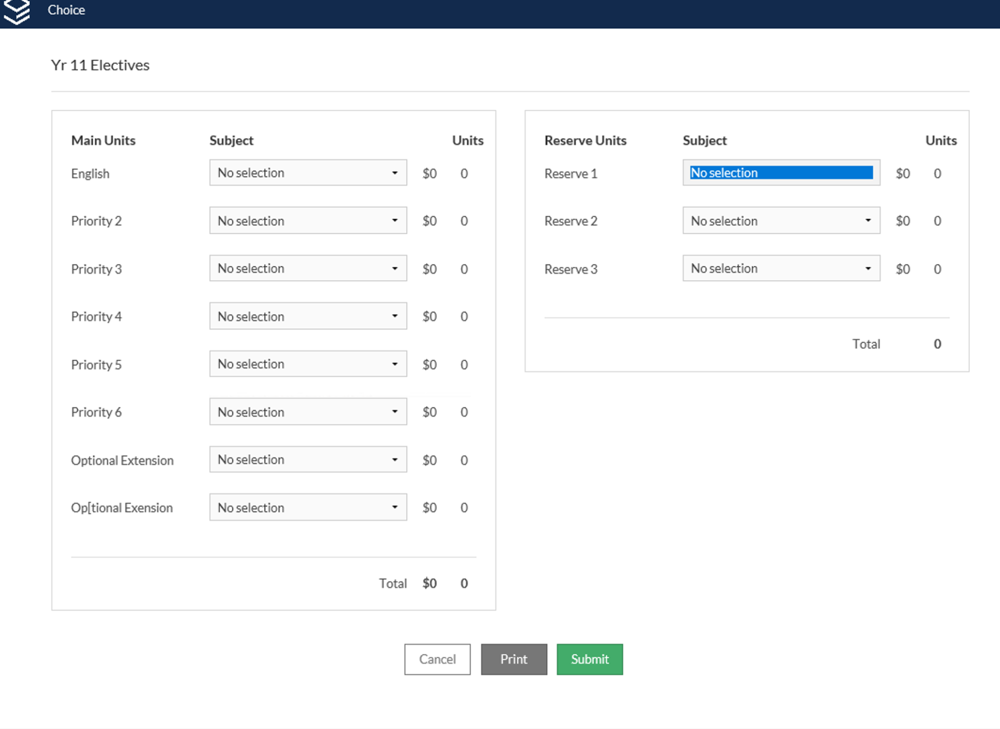 Choice
Yr 11 Electives
Main Units Subject Units
English No selection $0 0
Priority 2 No selection $0 0
Priority 3 No selection $0 0
Priority 4 No selection $0 0
Priority 5 No selection $0 0
Priority 6 No selection $0 0
Optional Extension No selection $0 0
Op[tional Exension No selection $0 0
Total $0 0
Reserve Units Subject Units
Reserve 1 No selection $0 0
Reserve 2 No selection $0 0
Reserve 3 No selection $0 0
Total 0
Cancel Print Submit